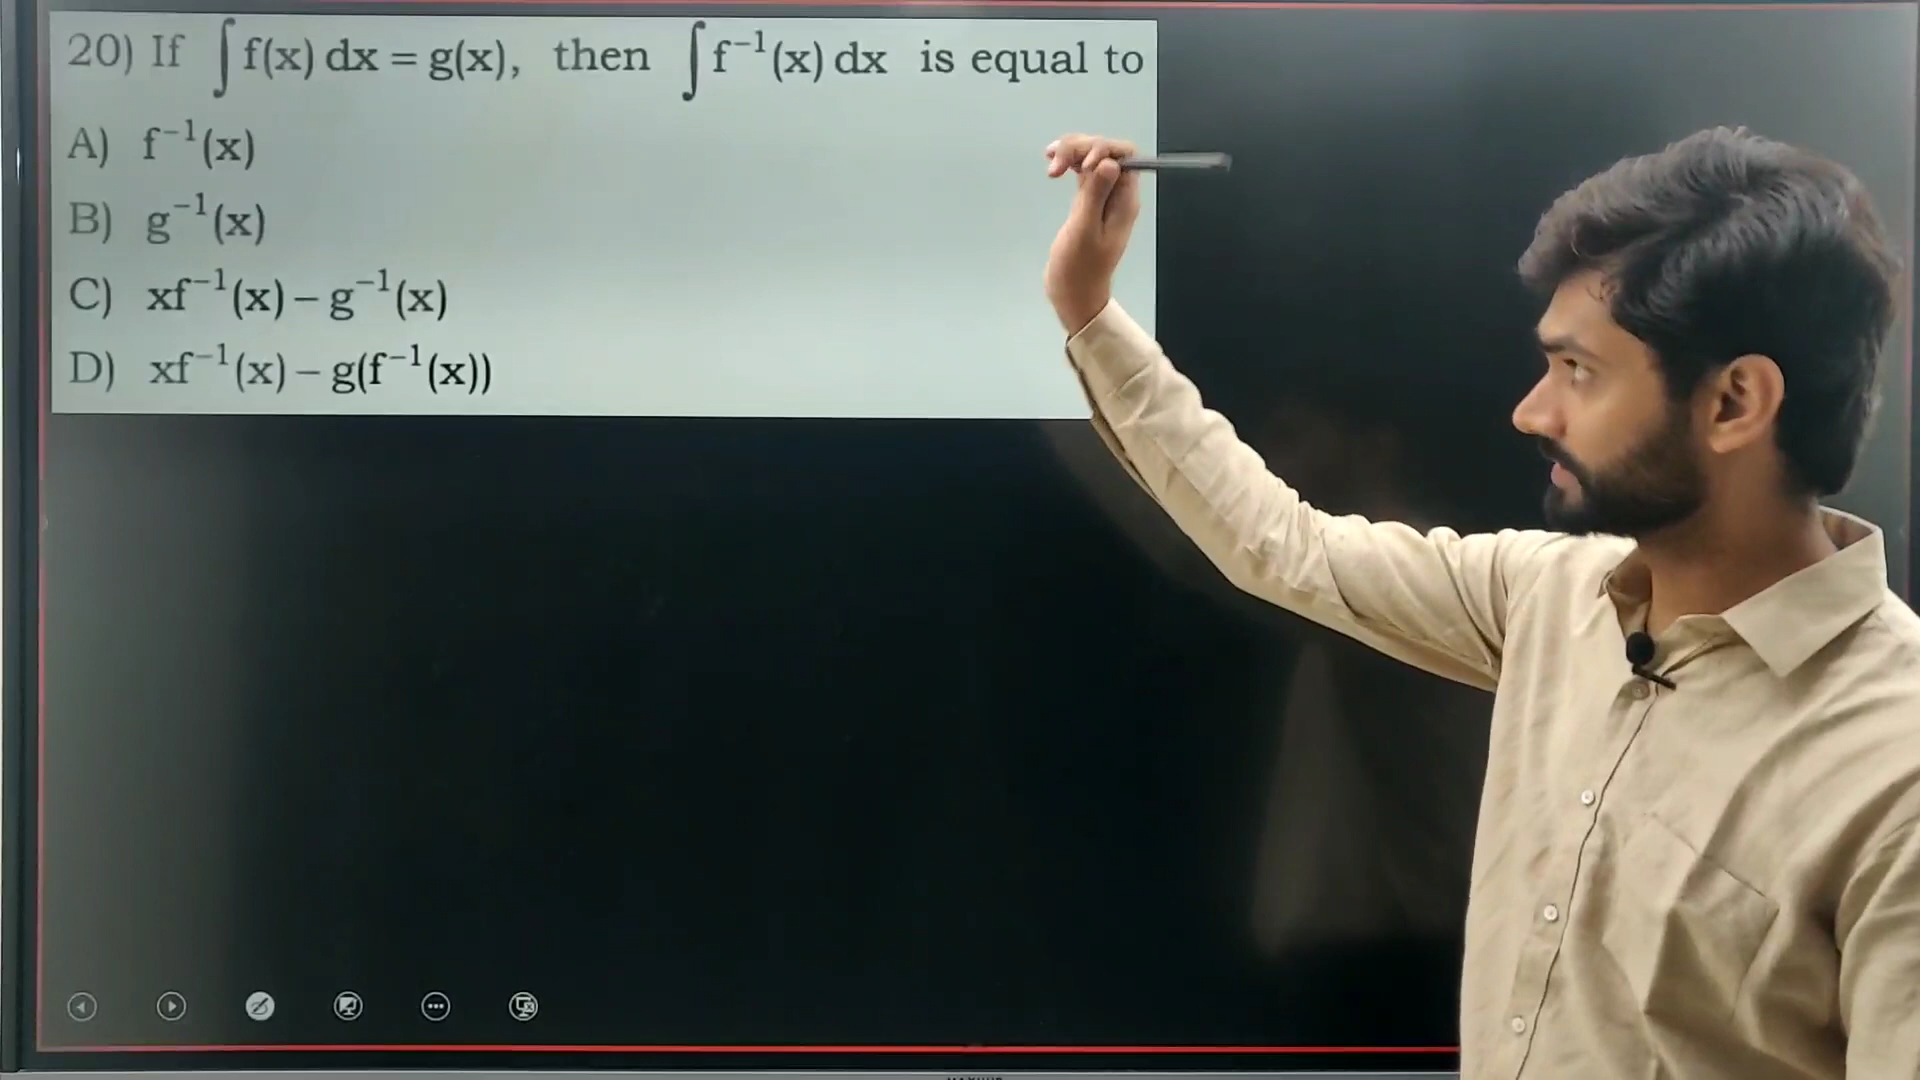 20) If ∫ f(x) dx = g(x), then ∫ f⁻¹(x) dx is equal to
A) f⁻¹(x)
B) g⁻¹(x)
C) xf⁻¹(x) – g⁻¹(x)
D) xf⁻¹(x) – g(f⁻¹(x))